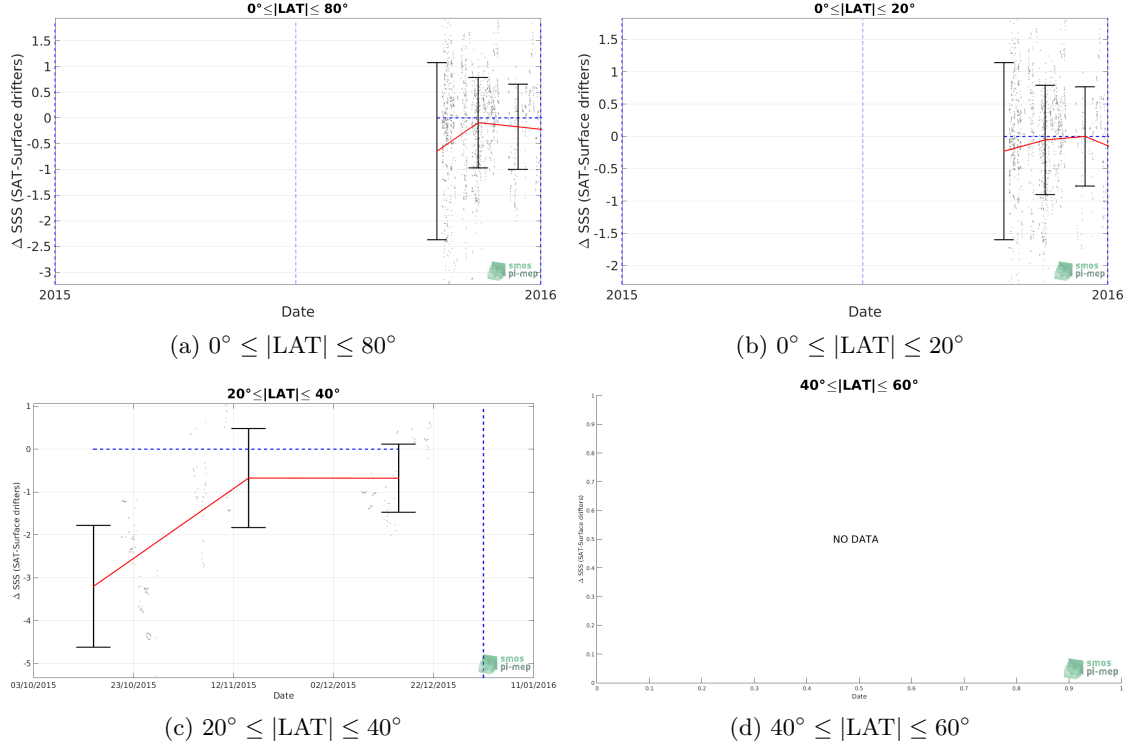 0°≤|LAT|≤ 80°
Δ SSS (SAT-Surface drifters)
1.5
1
0.5
0
-0.5
-1
-1.5
-2
-2.5
-3
smos
pi-mep
2015
2016
Date
(a) 0° ≤ |LAT| ≤ 80°
0°≤|LAT|≤ 20°
Δ SSS (SAT-Surface drifters)
1.5
1
0.5
0
-0.5
-1
-1.5
-2
smos
pi-mep
2015
2016
Date
(b) 0° ≤ |LAT| ≤ 20°
20°≤|LAT|≤ 40°
Δ SSS (SAT-Surface drifters)
1
0
-1
-2
-3
-4
-5
smos
pi-mep
03/10/2015 23/10/2015 12/11/2015 02/12/2015 22/12/2015 11/01/2016
Date
(c) 20° ≤ |LAT| ≤ 40°
40°≤|LAT|≤ 60°
Δ SSS (SAT-Surface drifters)
1
0.9
0.8
0.7
0.6
0.5
0.4
0.3
0.2
0.1
0
NO DATA
smos
pi-mep
0 0.1 0.2 0.3 0.4 0.5 0.6 0.7 0.8 0.9 1
Date
(d) 40° ≤ |LAT| ≤ 60°